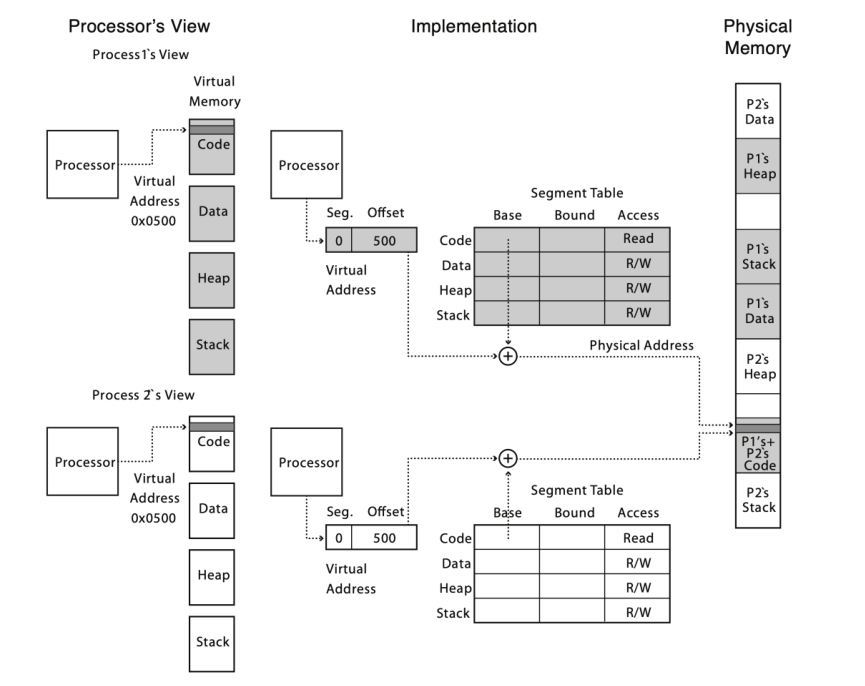 Processor's View
Implementation
Physical
Memory
Process1`s View
Virtual
Memory
Processor
Code
Virtual
Address
0x0500
Data
Heap
Stack
Processor
Seg. Offset
0 500
Virtual
Address
Segment Table
Base Bound Access
Code Read
Data R/W
Heap R/W
Stack R/W
Physical Address
P2`s
Data
P1`s
Heap
P1`s
Stack
P1`s
Data
P2`s
Heap
P1's+
P2`s
Code
P2`s
Stack
Process 2`s View
Processor
Code
Virtual
Address
0x0500
Data
Heap
Stack
Processor
Seg. Offset
0 500
Virtual
Address
Segment Table
Base Bound Access
Code Read
Data R/W
Heap R/W
Stack R/W